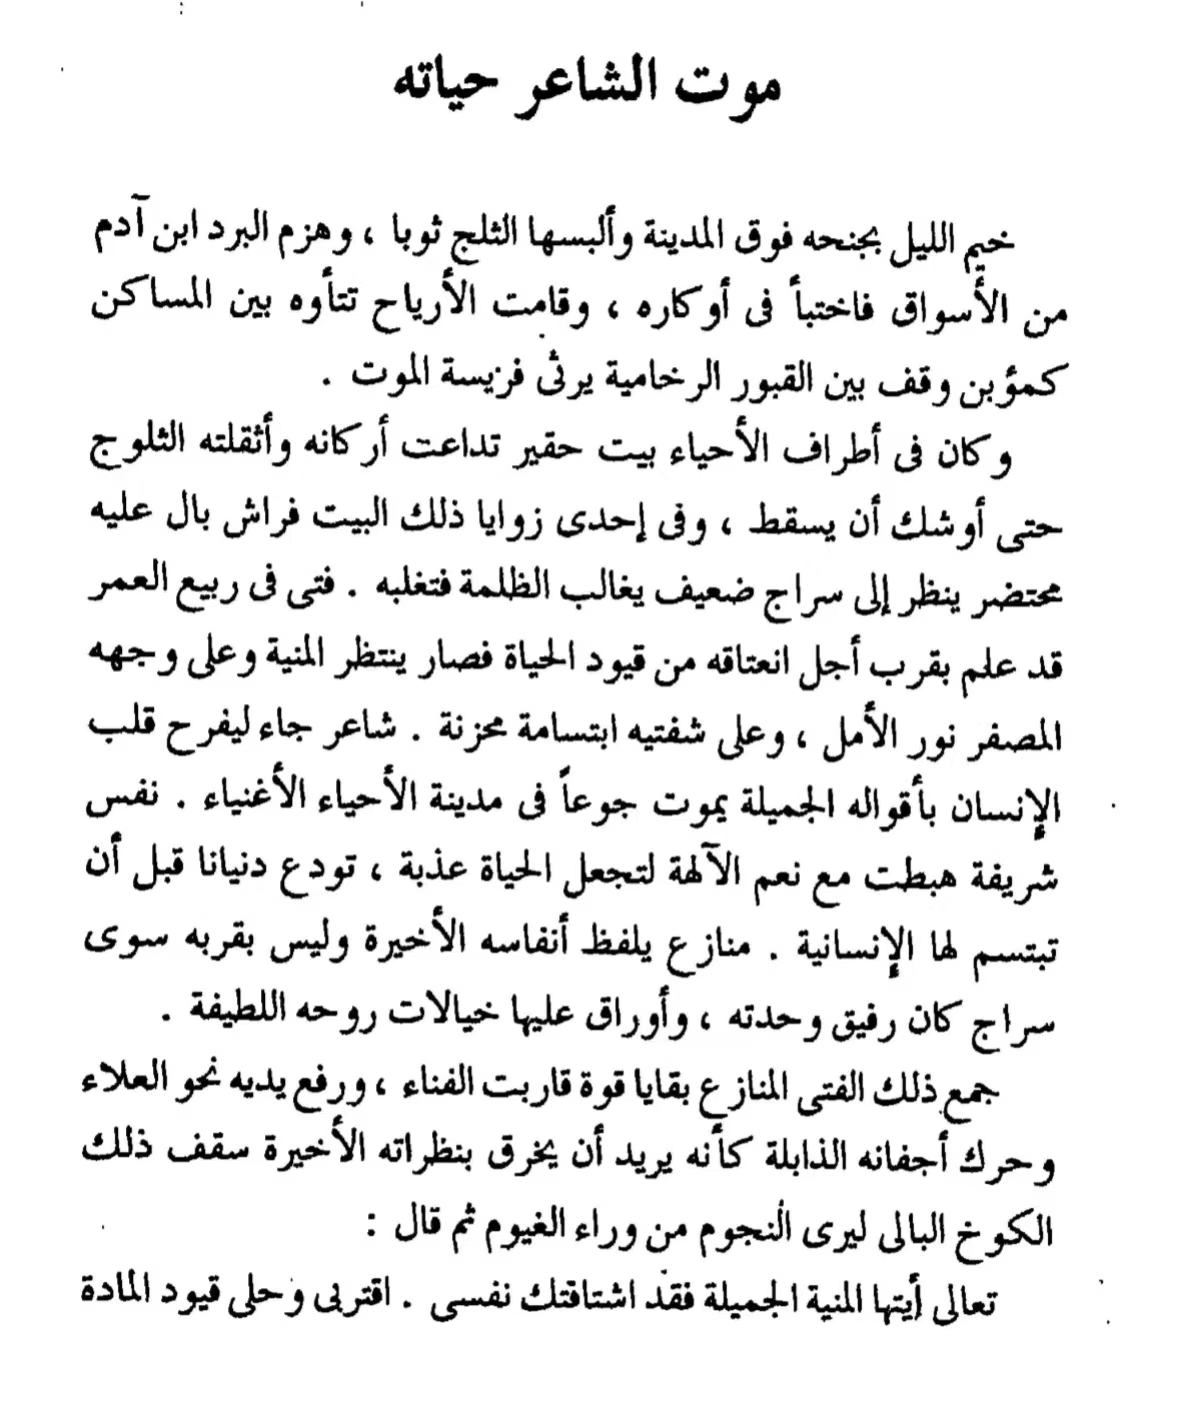 موت الشاعر حياته
خيم الليل بجنحه فوق المدينة وألبسها الثلج ثوبا ، وهزم البرد ابن آدم
من الأسواق فاختبأ فى أوكاره ، وقامت الأرياح تتأوه بين المساكن
كمؤبن وقف بين القبور الرخامية يرثى فريسة الموت .
وكان فى أطراف الأحياء بيت حقير تداعت أركانه وأثقلته الثلوج
حتى أوشك أن يسقط ، وفى إحدى زوايا ذلك البيت فراش بال عليه
محتضر ينظر إلى سراج ضعيف يغالب الظلمة فتغلبه . فتى فى ربيع العمر
قد علم بقرب أجل انعتاقه من قيود الحياة فصار ينتظر المنية وعلى وجهه
المصفر نور الأمل ، وعلى شفتيه ابتسامة محزنة . شاعر جاء ليفرح قلب
الإنسان بأقواله الجميلة يموت جوعاً فى مدينة الأحياء الأغنياء . نفس
شريفة هبطت مع نعم الآلهة لتجعل الحياة عذبة ، تودع دنيانا قبل أن
تبتسم لها الإنسانية . منازع يلفظ أنفاسه الأخيرة وليس بقربه سوى
سراج كان رفيق وحدته ، وأوراق عليها خيالات روحه اللطيفة .
جمع ذلك الفتى المنازع بقايا قوة قاربت الفناء ، ورفع يديه نحو العلاء
وحرك أجفانه الذابلة كأنه يريد أن يخرق بنظراته الأخيرة سقف ذلك
الكوخ البالى ليرى النجوم من وراء الغيوم ثم قال :
تعالى أيتها المنية الجميلة فقد اشتاقتك نفسى . اقتربى وحلى قيود المادة